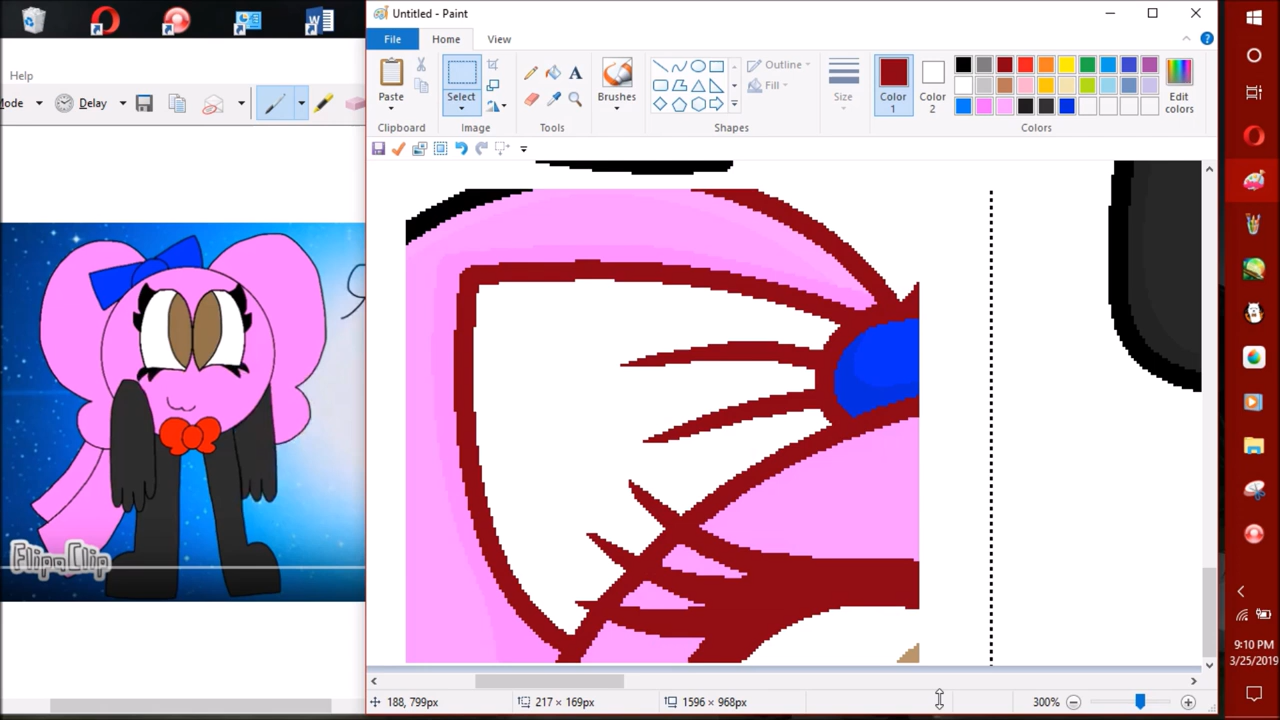 Untitled - Paint
File
Home
View
Help
Mode
Delay
Paste
Select
Brushes
Outline
Fill
Size
Color 1
Color 2
Edit colors
Clipboard
Image
Tools
Shapes
Colors
FlipaClip
188, 799px
217 × 169px
1596 × 968px
300%
9:10 PM
3/25/2019